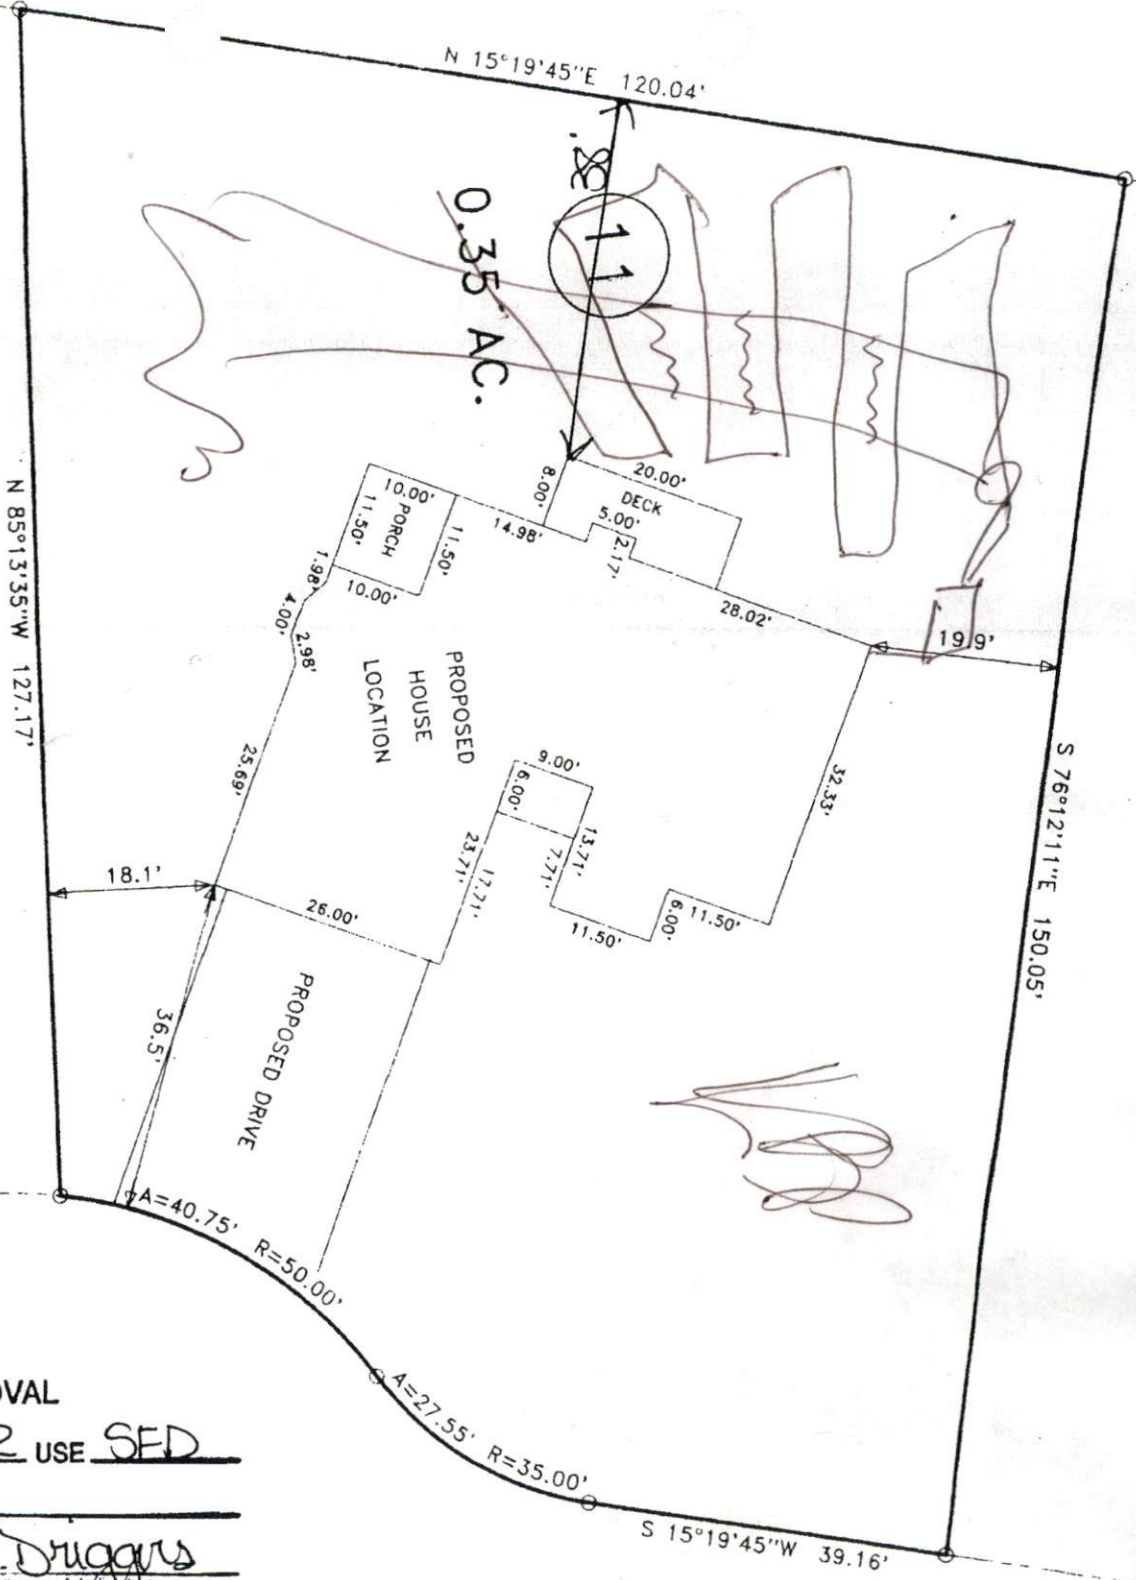 N 15°19'45"E 120.04'
38.
11
0.35 AC.
20.00'
DECK
8.00'
5.00'
2.17'
14.98'
10.00'
PORCH
11.50'
11.50'
10.00'
1.98'
4.00'
2.98'
28.02'
19.9'
N 85°13'35"W 127.17'
S 76°12'11"E 150.05'
PROPOSED
HOUSE
LOCATION
25.69'
32.33'
9.00'
6.00'
13.71'
7.71'
23.71'
17.71'
11.50'
6.00'
11.50'
18.1'
26.00'
36.5'
PROPOSED DRIVE
A=40.75' R=50.00'
A=27.55' R=35.00'
S 15°19'45"W 39.16'
OVAL
2 USE SFD
Driggers